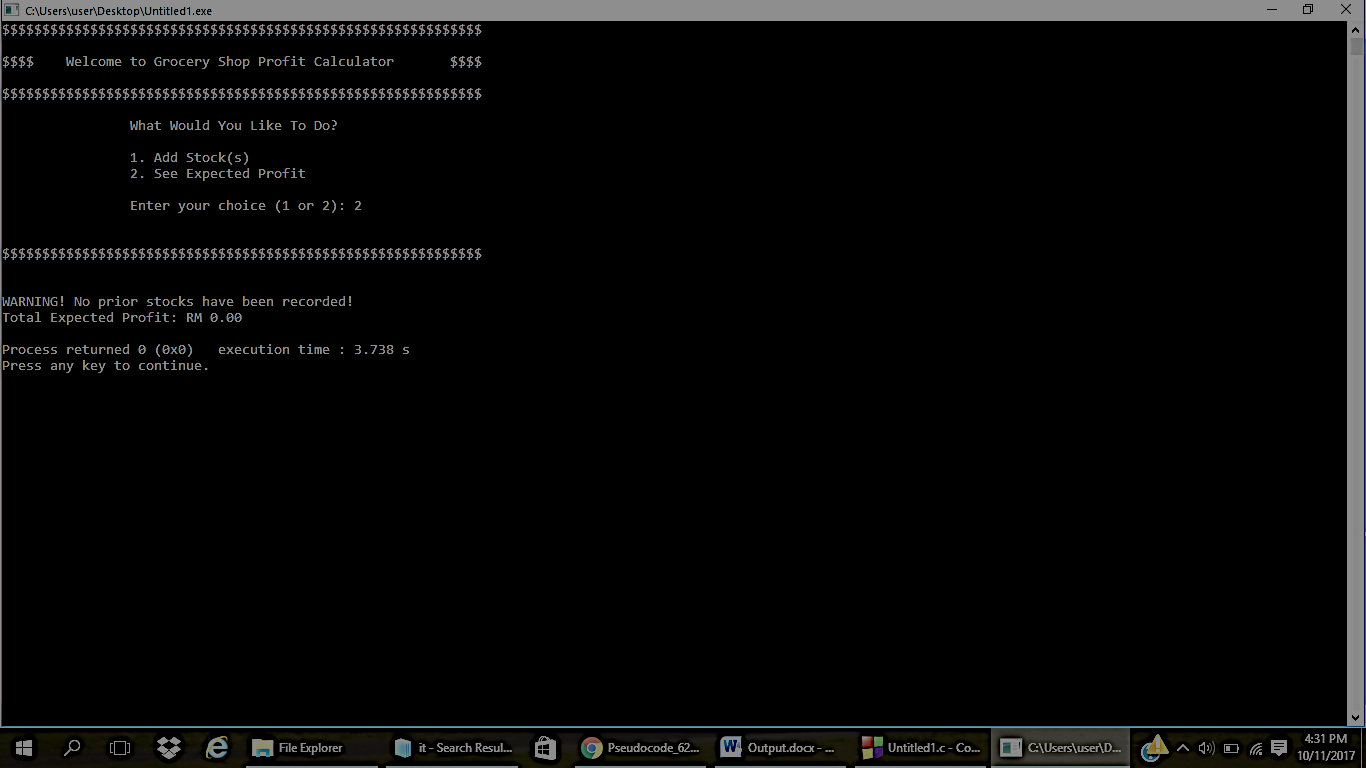 C:\Users\user\Desktop\Untitled1.exe
$$$$$$$$$$$$$$$$$$$$$$$$$$$$$$$$$$$$$$$$$$$$$$$$$$$$$$$$$$$$
$$$$    Welcome to Grocery Shop Profit Calculator       $$$$
$$$$$$$$$$$$$$$$$$$$$$$$$$$$$$$$$$$$$$$$$$$$$$$$$$$$$$$$$$$$
What Would You Like To Do?
1. Add Stock(s)
2. See Expected Profit
Enter your choice (1 or 2): 2
$$$$$$$$$$$$$$$$$$$$$$$$$$$$$$$$$$$$$$$$$$$$$$$$$$$$$$$$$$$$
WARNING! No prior stocks have been recorded!
Total Expected Profit: RM 0.00
Process returned 0 (0x0)   execution time : 3.738 s
Press any key to continue.
File Explorer
it - Search Resul...
Pseudocode_62...
Output.docx - ...
Untitled1.c - Co...
C:\Users\user\D...
4:31 PM
10/11/2017